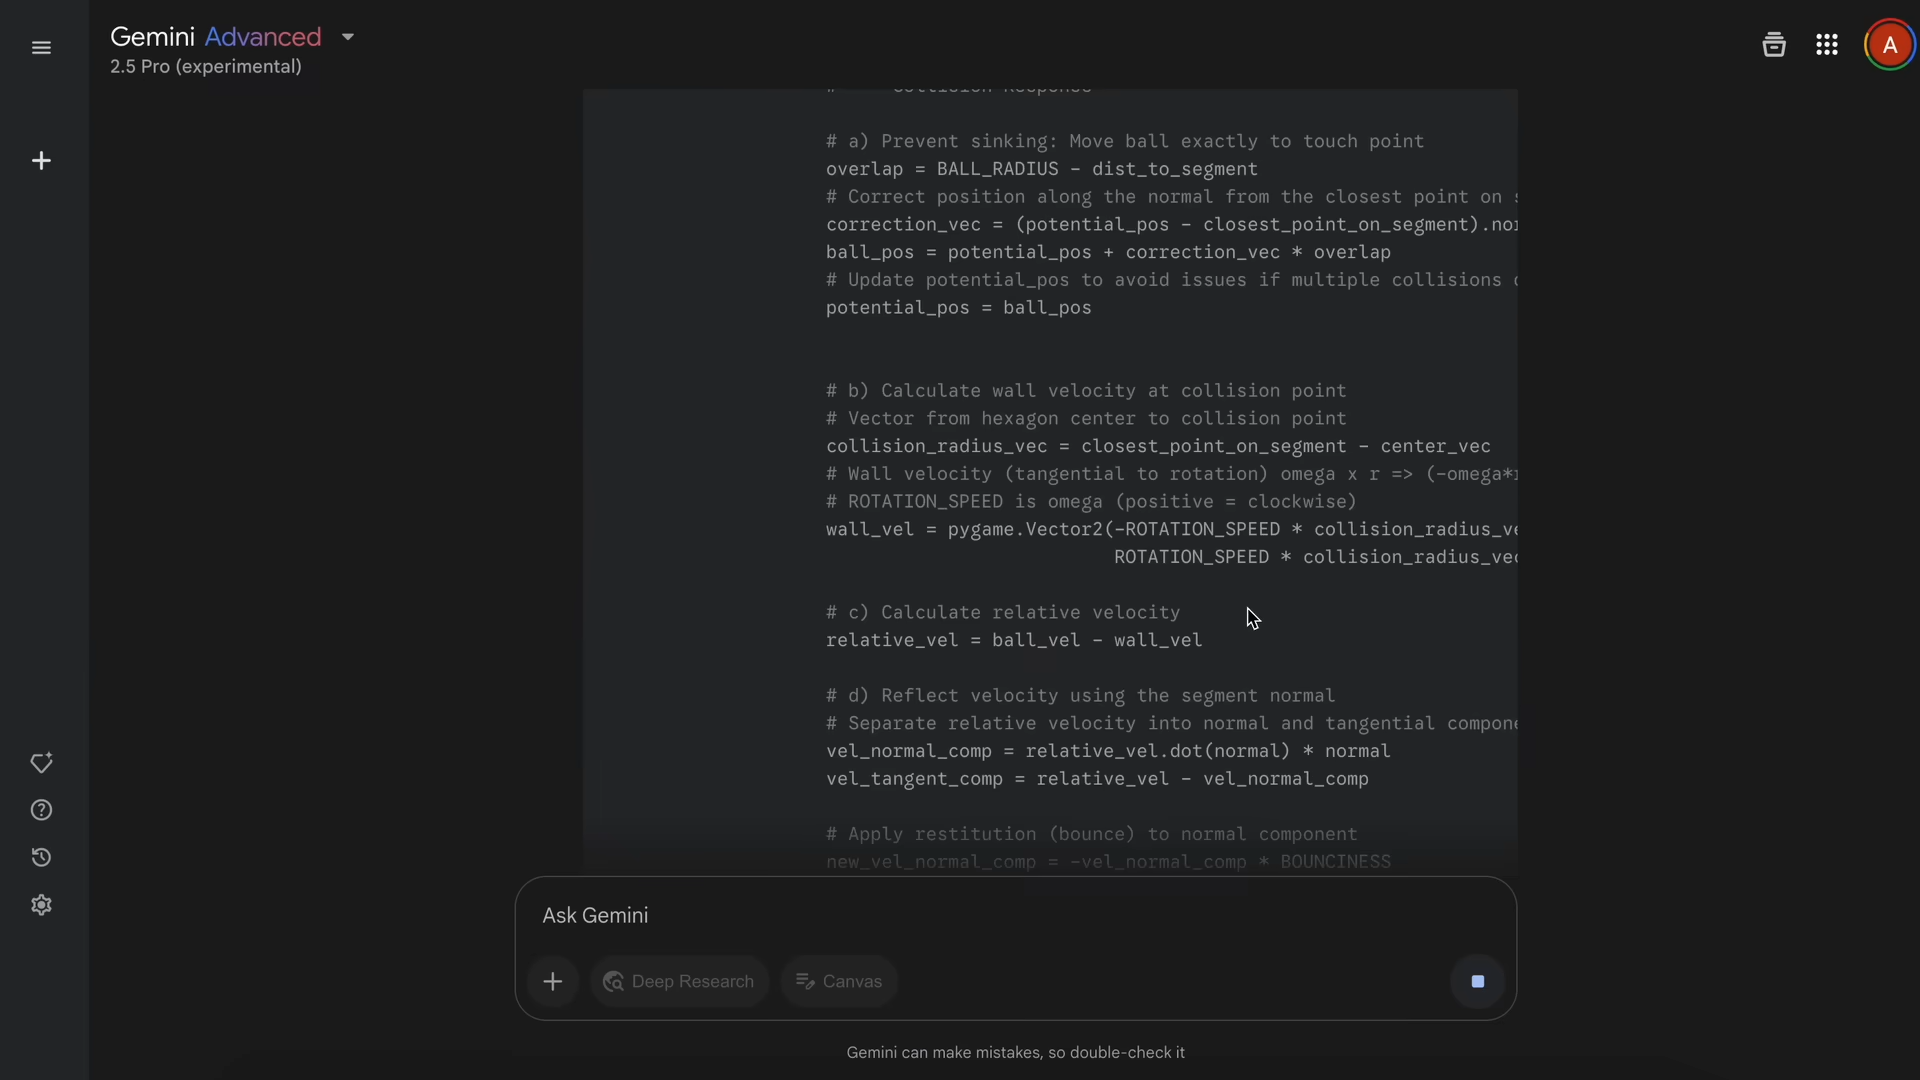 Gemini Advanced
2.5 Pro (experimental)
A
# Collision Response
# a) Prevent sinking: Move ball exactly to touch point
overlap = BALL_RADIUS - dist_to_segment
# Correct position along the normal from the closest point on
correction_vec = (potential_pos - closest_point_on_segment).nor
ball_pos = potential_pos + correction_vec * overlap
# Update potential_pos to avoid issues if multiple collisions
potential_pos = ball_pos
# b) Calculate wall velocity at collision point
# Vector from hexagon center to collision point
collision_radius_vec = closest_point_on_segment - center_vec
# Wall velocity (tangential to rotation) omega x r => (-omega*r
# ROTATION_SPEED is omega (positive = clockwise)
wall_vel = pygame.Vector2(-ROTATION_SPEED * collision_radius_ve
ROTATION_SPEED * collision_radius_vec
# c) Calculate relative velocity
relative_vel = ball_vel - wall_vel
# d) Reflect velocity using the segment normal
# Separate relative velocity into normal and tangential compone
vel_normal_comp = relative_vel.dot(normal) * normal
vel_tangent_comp = relative_vel - vel_normal_comp
# Apply restitution (bounce) to normal component
new_vel_normal_comp = -vel_normal_comp * BOUNCINESS
Ask Gemini
Deep Research
Canvas
Gemini can make mistakes, so double-check it